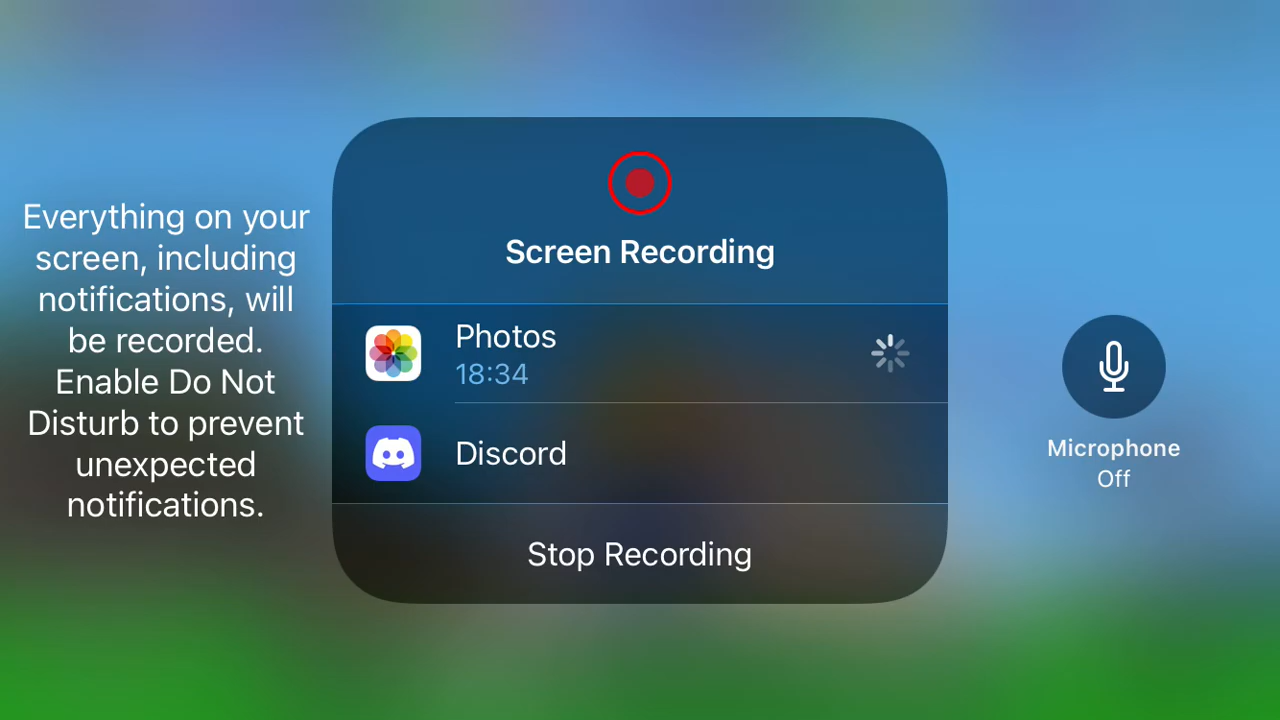 Everything on your
screen, including
notifications, will
be recorded.
Enable Do Not
Disturb to prevent
unexpected
notifications.
Screen Recording
Photos
18:34
Discord
Stop Recording
Microphone
Off